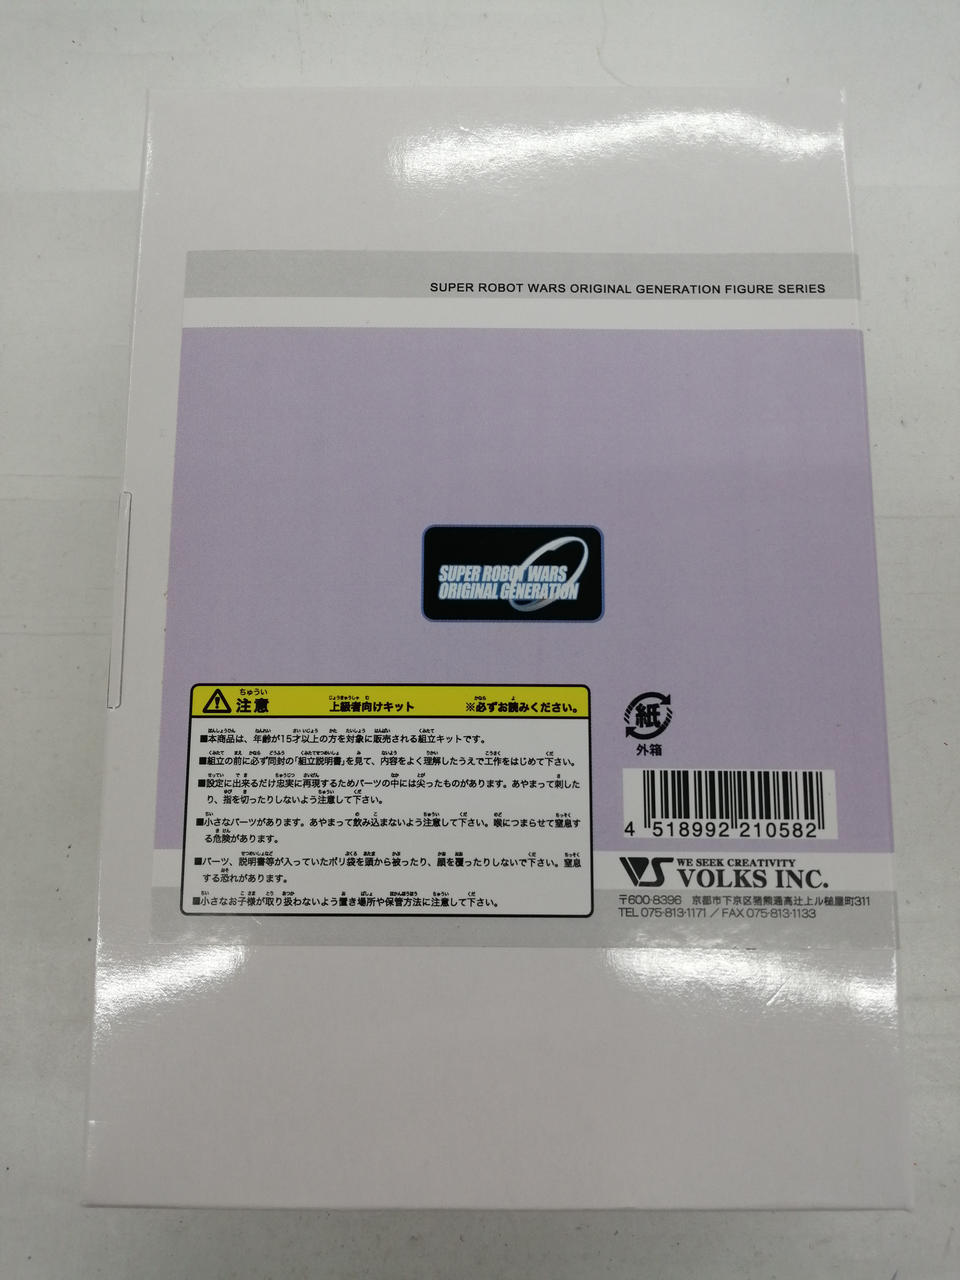 SUPER ROBOT WARS ORIGINAL GENERATION FIGURE SERIES
SUPER ROBOT WARS
ORIGINAL GENERATION
注意 上級者向けキット ※必ずお読みください。
■本商品は、年齢が15才以上の方を対象に販売される組立キットです。
■組立の前に必ず同封の「組立説明書」を見て、内容をよく理解したうえで工作をはじめて下さい。
■設定に出来るだけ忠実に再現するためパーツの中には尖ったものがあります。あやまって刺した
り、指を切ったりしないよう注意して下さい。
■小さなパーツがあります。あやまって飲み込まないよう注意して下さい。喉につまらせて窒息す
る危険があります。
■パーツ、説明書等が入っていたポリ袋を頭から被ったり、顔を覆ったりしないで下さい。窒息
する恐れがあります。
■小さなお子様が取り扱わないよう置き場所や保管方法に注意して下さい。
紙
外箱
4 518992 210582
VS WE SEEK CREATIVITY
VOLKS INC.
〒600-8396 京都市下京区猪熊通高辻上ル槌屋町311
TEL 075-813-1171 / FAX 075-813-1133